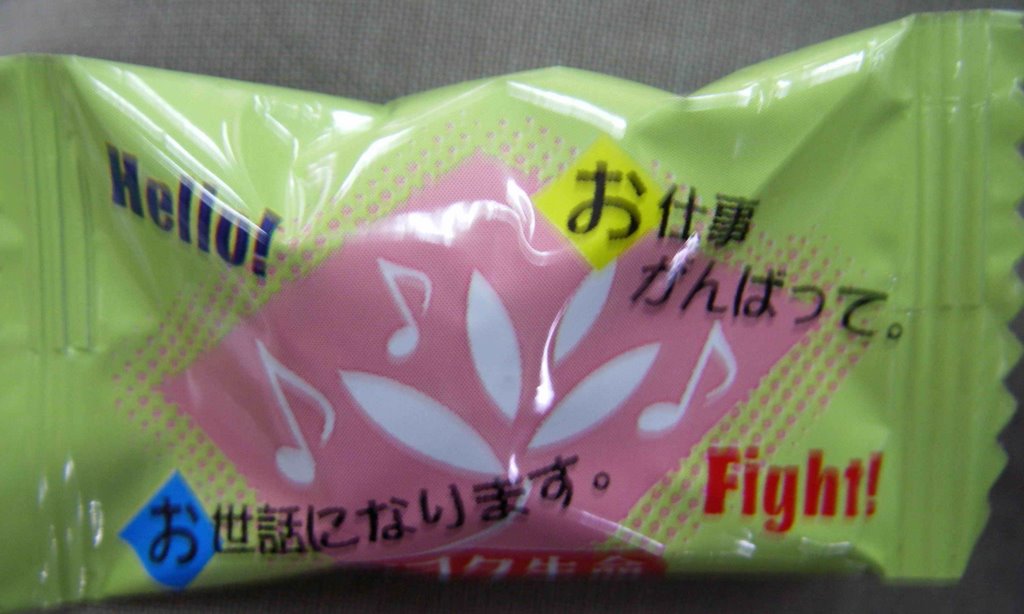 Hello!
お仕事
がんばって。
Fight!
お世話になります。